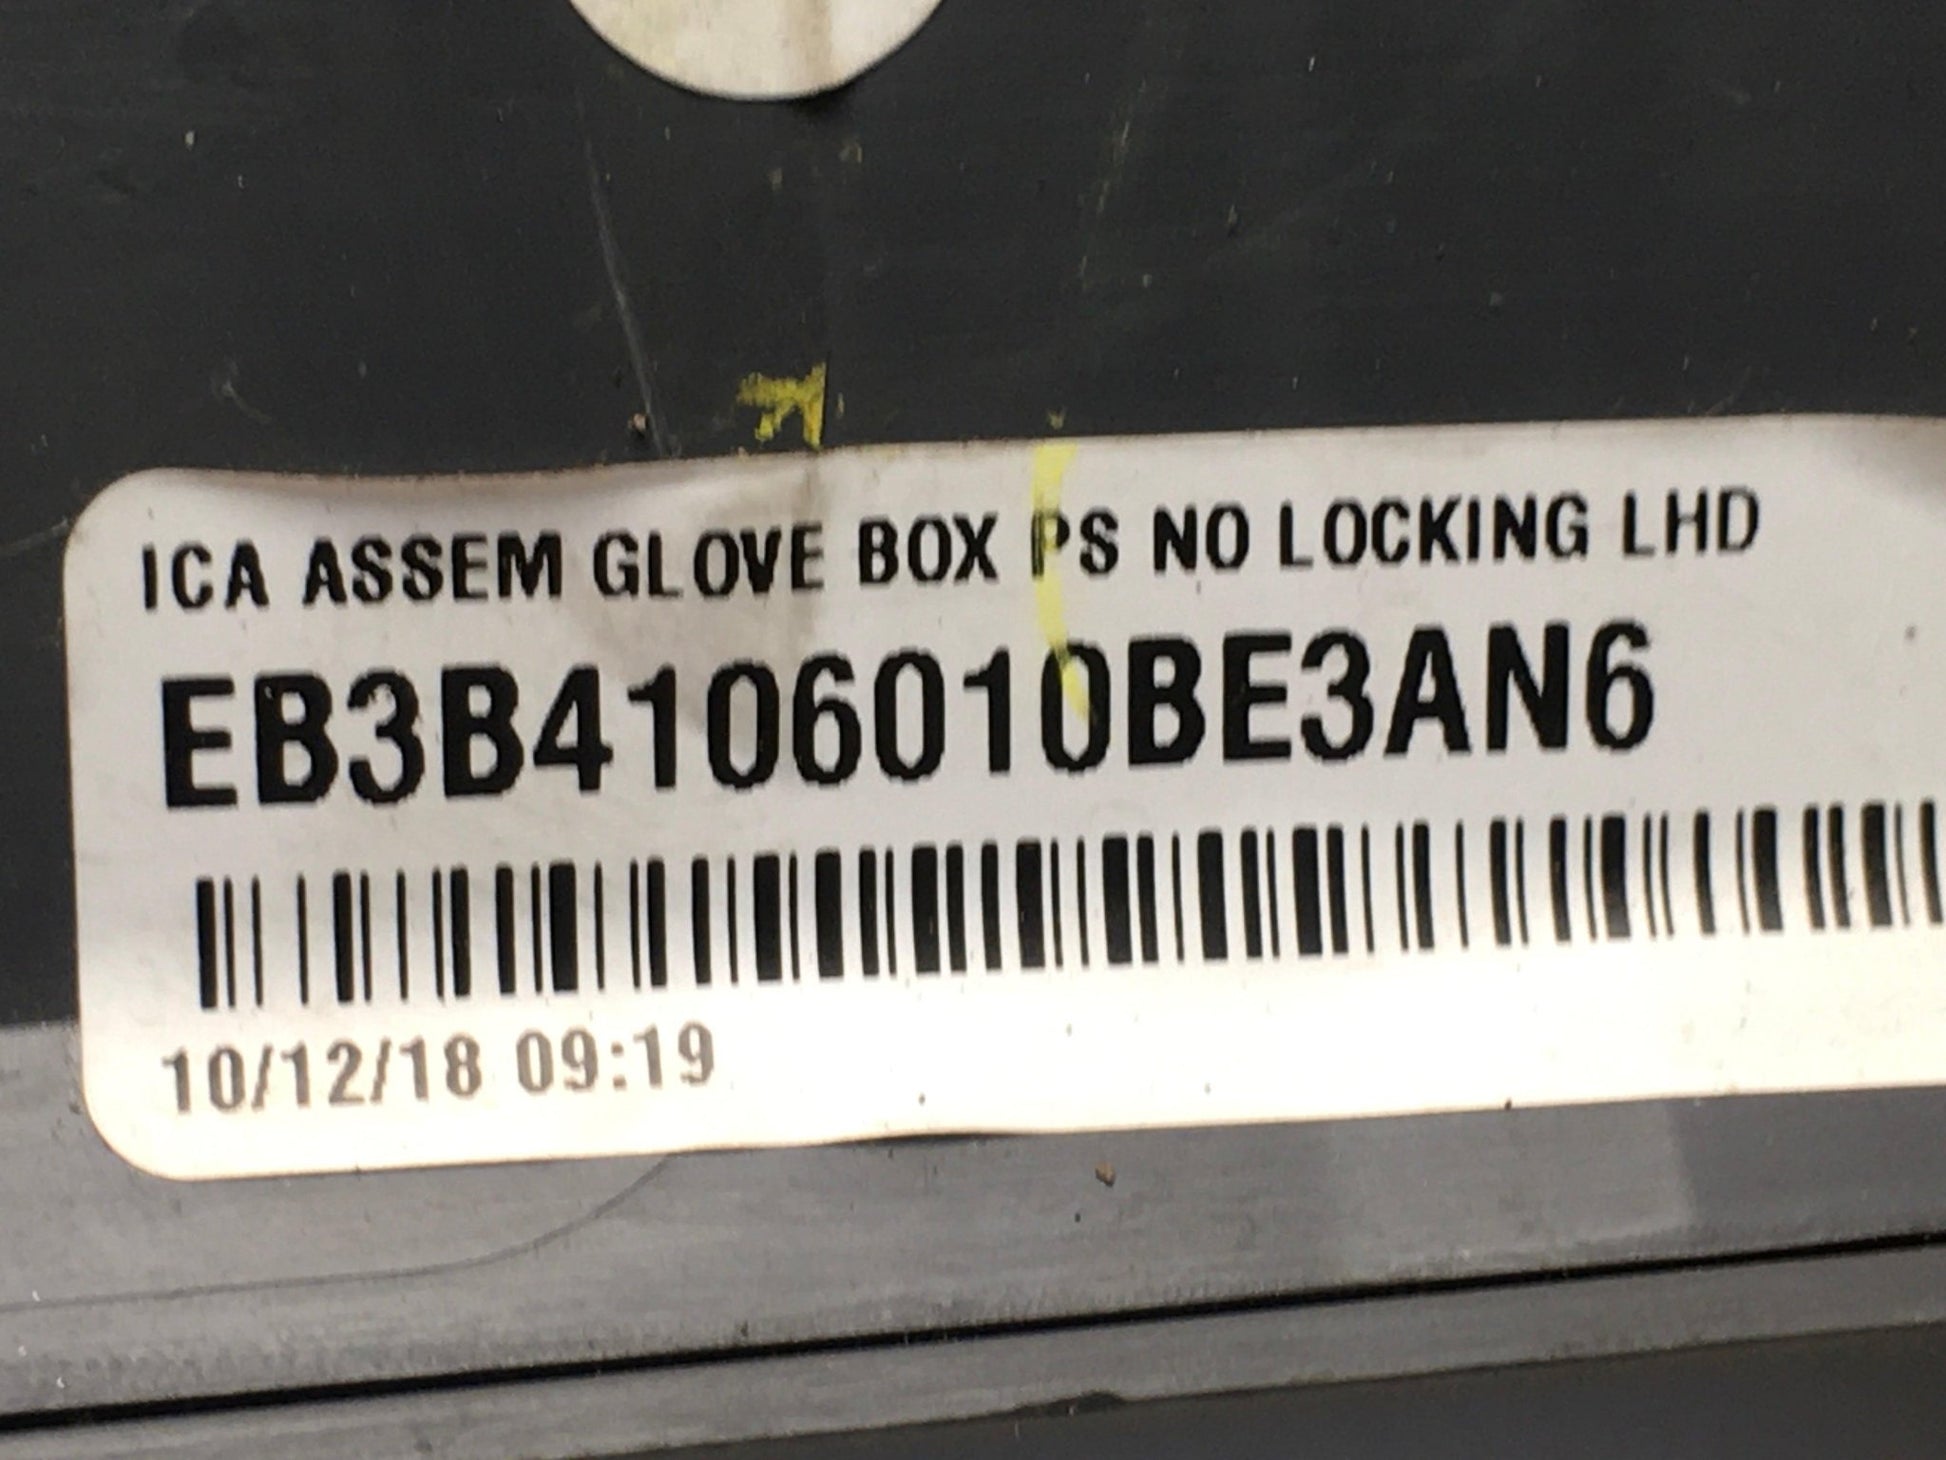 ICA ASSEM GLOVE BOX PS NO LOCKING LHD
EB3B4106010BE3AN6
10/12/18 09:19